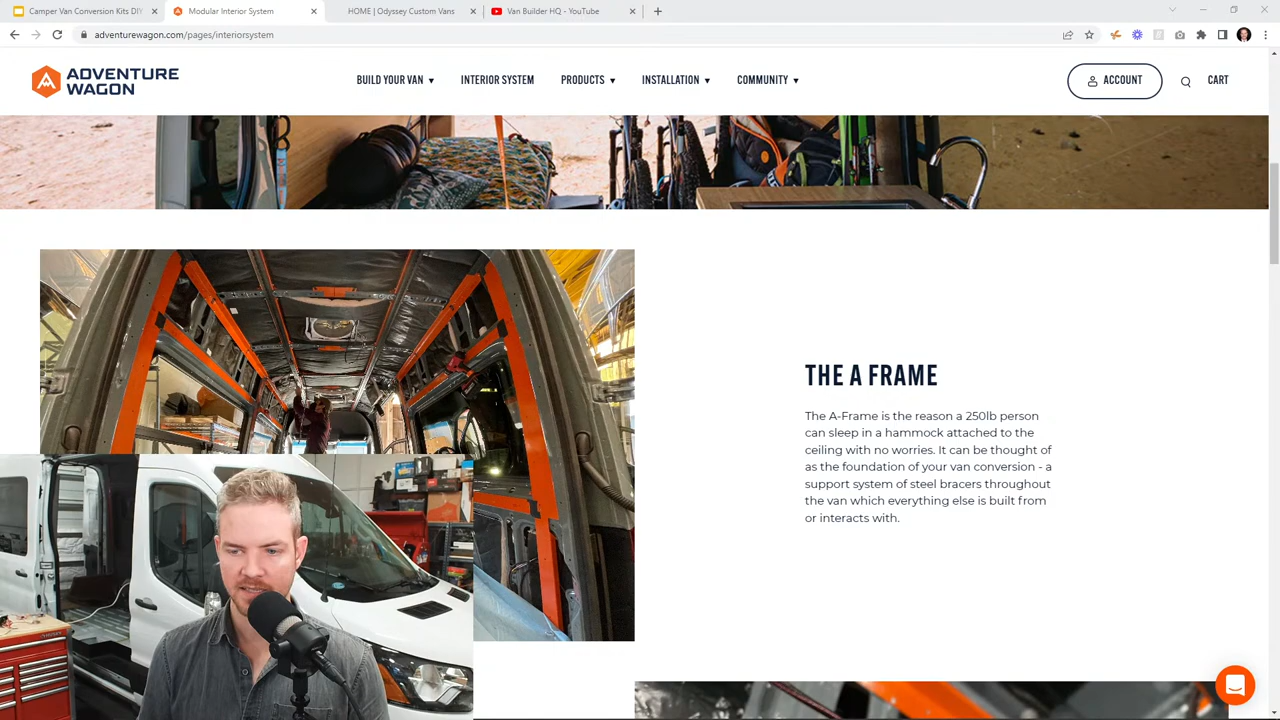 Camper Van Conversion Kits DIY
Modular Interior System
HOME | Odyssey Custom Vans
Van Builder HQ - YouTube
adventurewagon.com/pages/interiorsystem
ADVENTURE
WAGON
BUILD YOUR VAN
INTERIOR SYSTEM
PRODUCTS
INSTALLATION
COMMUNITY
ACCOUNT
CART
THE A FRAME
The A-Frame is the reason a 250lb person
can sleep in a hammock attached to the
ceiling with no worries. It can be thought of
as the foundation of your van conversion - a
support system of steel bracers throughout
the van which everything else is built from
or interacts with.